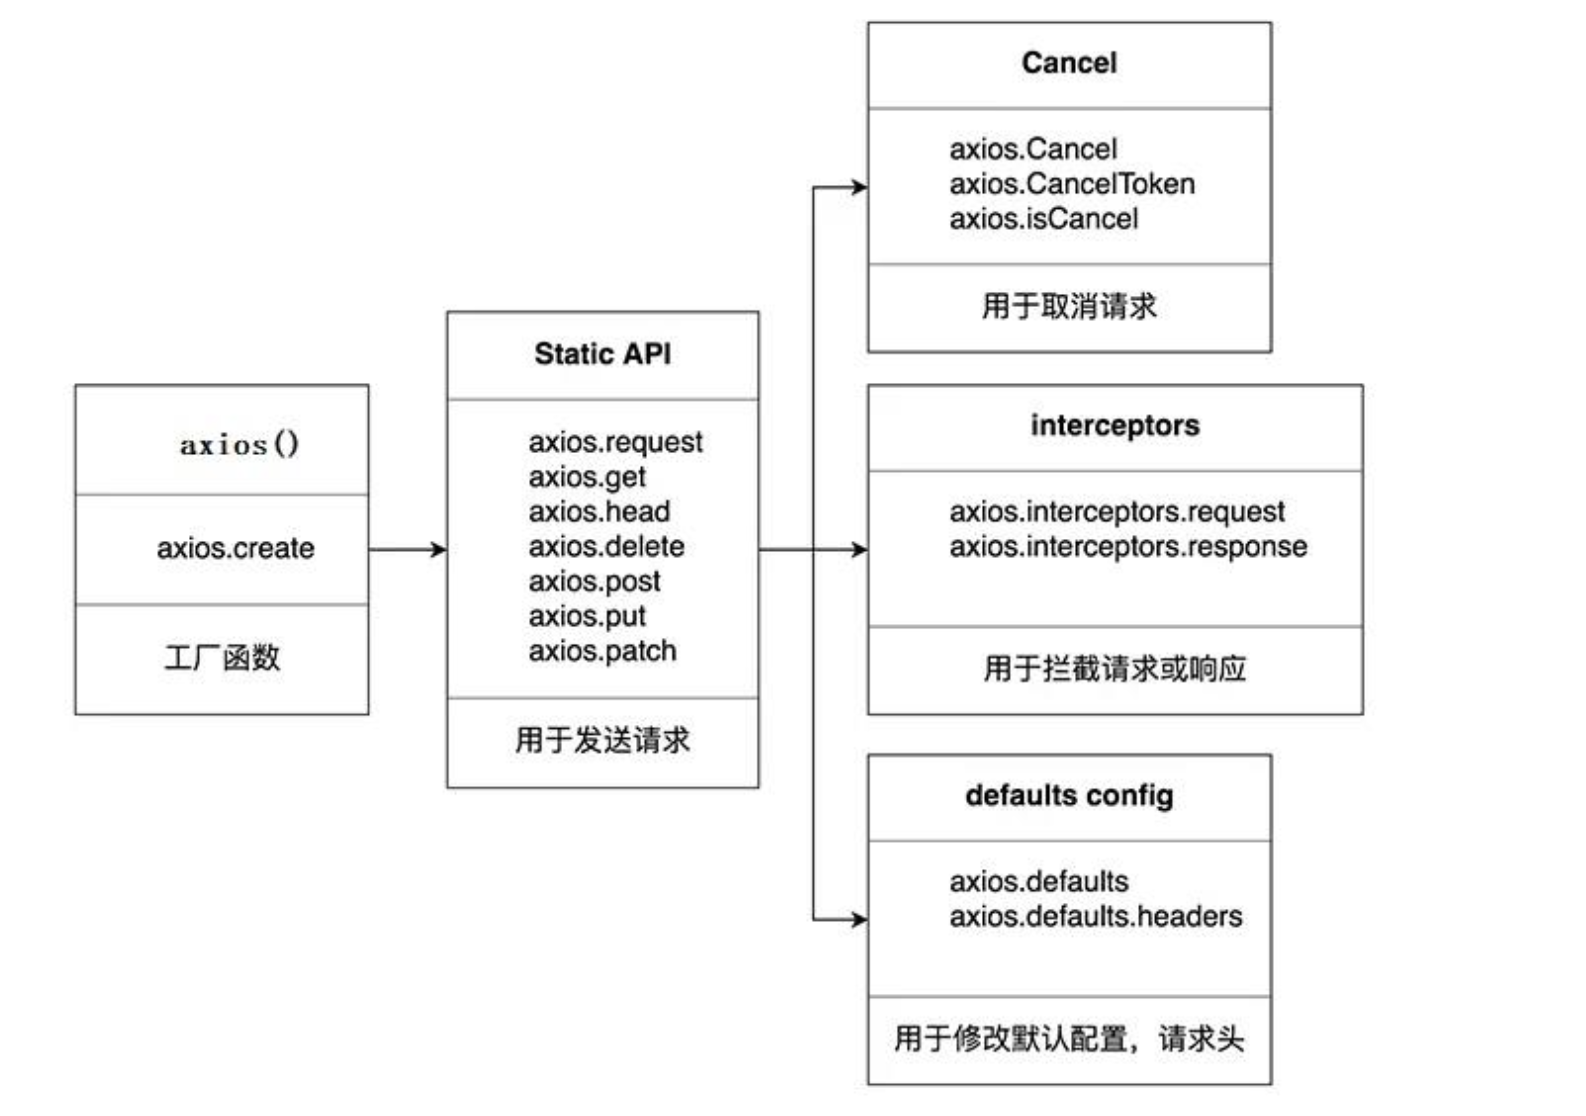 axios()
axios.create
工厂函数
Static API
axios.request
axios.get
axios.head
axios.delete
axios.post
axios.put
axios.patch
用于发送请求
Cancel
axios.Cancel
axios.CancelToken
axios.isCancel
用于取消请求
interceptors
axios.interceptors.request
axios.interceptors.response
用于拦截请求或响应
defaults config
axios.defaults
axios.defaults.headers
用于修改默认配置，请求头